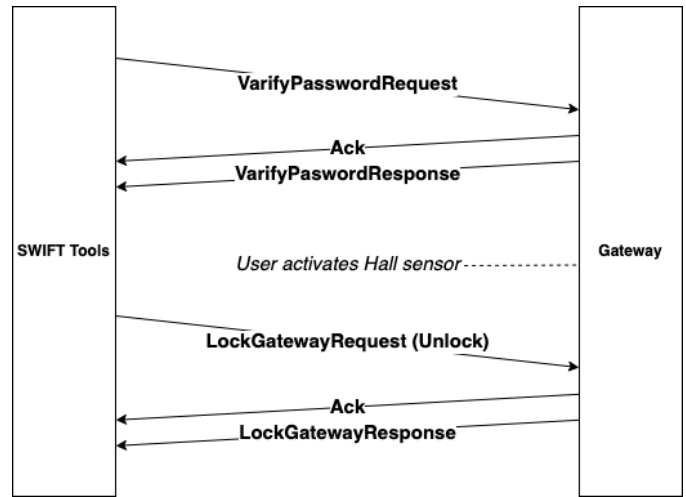 VarifyPasswordRequest
Ack
VarifyPaswordResponse
SWIFT Tools
User activates Hall sensor
Gateway
LockGatewayRequest (Unlock)
Ack
LockGatewayResponse